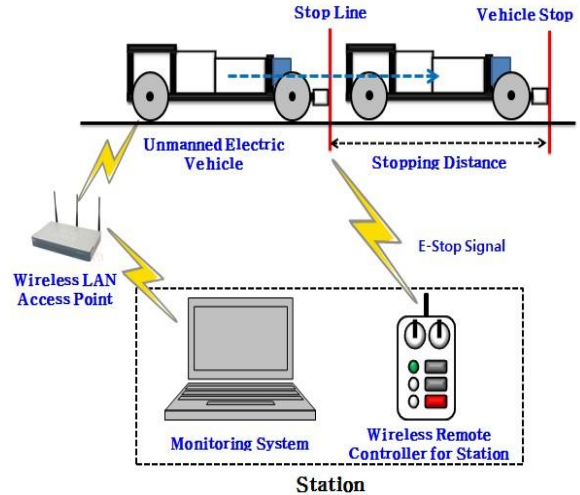 Stop Line
Vehicle Stop
Unmanned Electric
Vehicle
Stopping Distance
E-Stop Signal
Wireless LAN
Access Point
Monitoring System
Wireless Remote
Controller for Station
Station